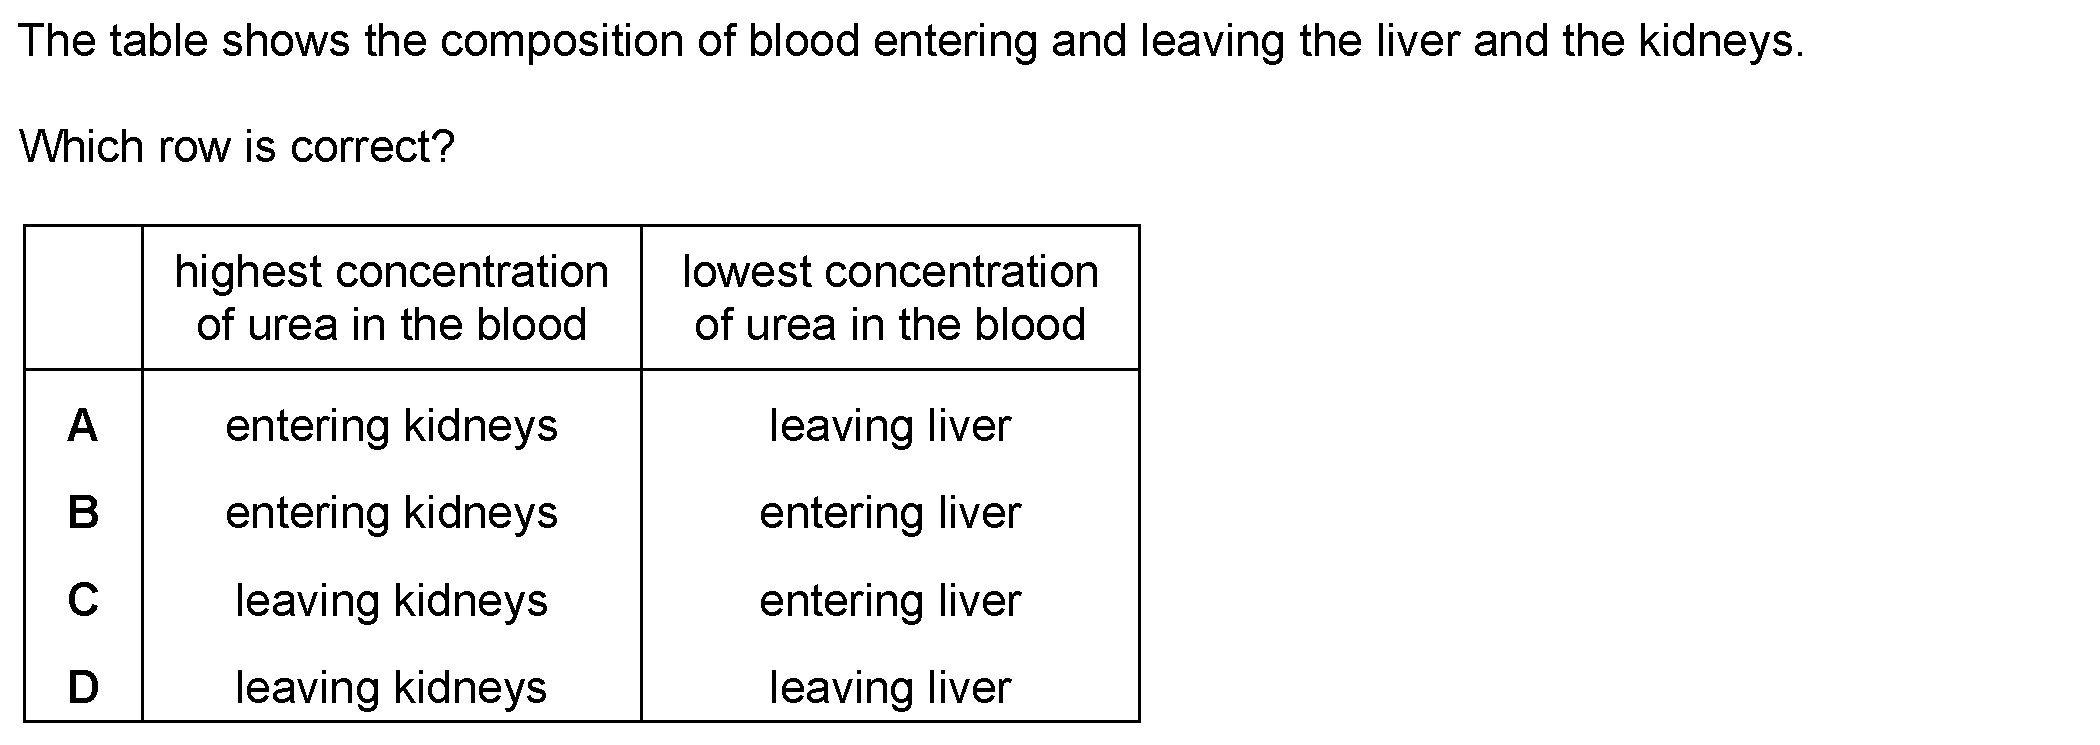 The table shows the composition of blood entering and leaving the liver and the kidneys.
Which row is correct?
highest concentration lowest concentration
of urea in the blood of urea in the blood
A entering kidneys leaving liver
B entering kidneys entering liver
C leaving kidneys entering liver
D leaving kidneys leaving liver